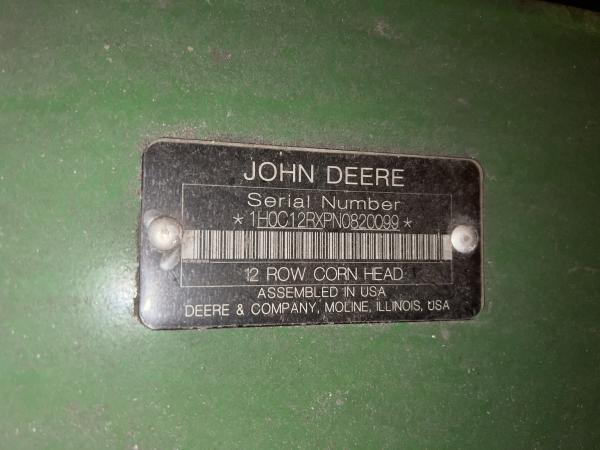 JOHN DEERE
Serial Number
*1H0C12RXPN0820099*
12 ROW CORN HEAD
ASSEMBLED IN USA
DEERE & COMPANY, MOLINE, ILLINOIS, USA